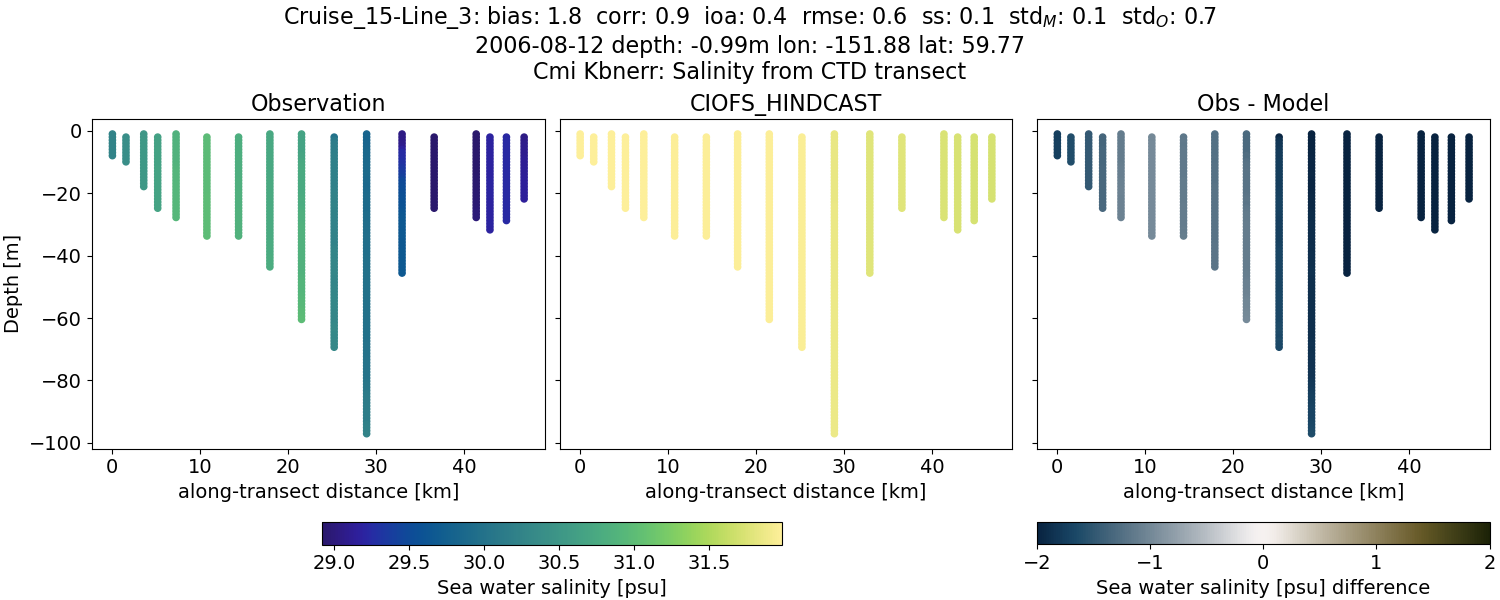 Cruise_15-Line_3: bias: 1.8 corr: 0.9 ioa: 0.4 rmse: 0.6 ss: 0.1 std_M: 0.1 std_O: 0.7
2006-08-12 depth: -0.99m lon: -151.88 lat: 59.77
Cmi Kbnerr: Salinity from CTD transect
Observation
CIOFS_HINDCAST
Obs - Model
Depth [m]
0
−20
−40
−60
−80
−100
0 10 20 30 40
along-transect distance [km]
0 10 20 30 40
along-transect distance [km]
0 10 20 30 40
along-transect distance [km]
29.0 29.5 30.0 30.5 31.0 31.5
Sea water salinity [psu]
−2 −1 0 1 2
Sea water salinity [psu] difference